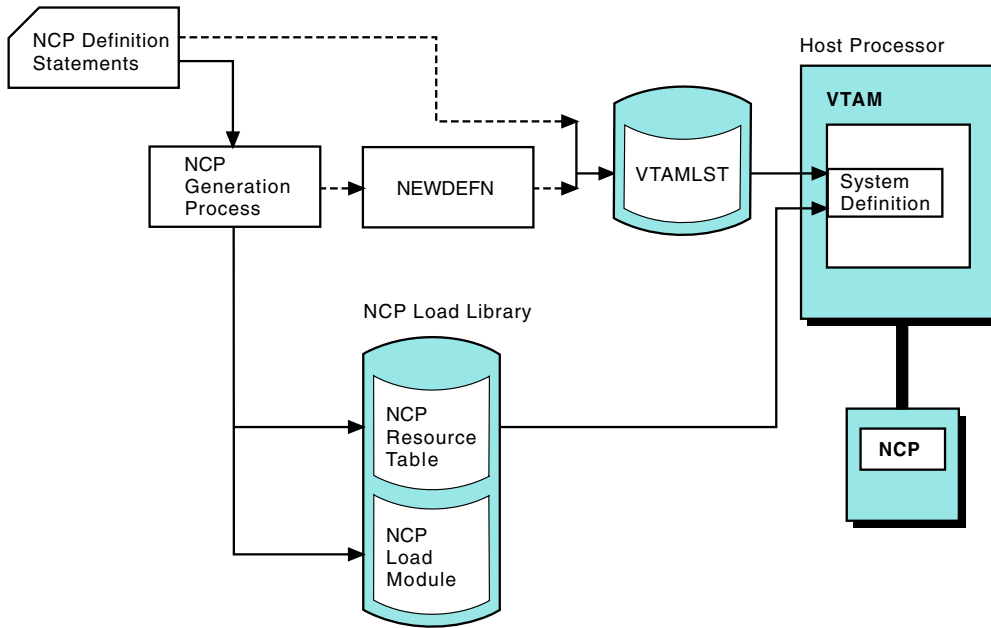 NCP Definition
Statements
Host Processor
VTAM
NCP
Generation
Process
NEWDEFN
VTAMLST
System
Definition
NCP Load Library
NCP
Resource
Table
NCP
NCP
Load
Module